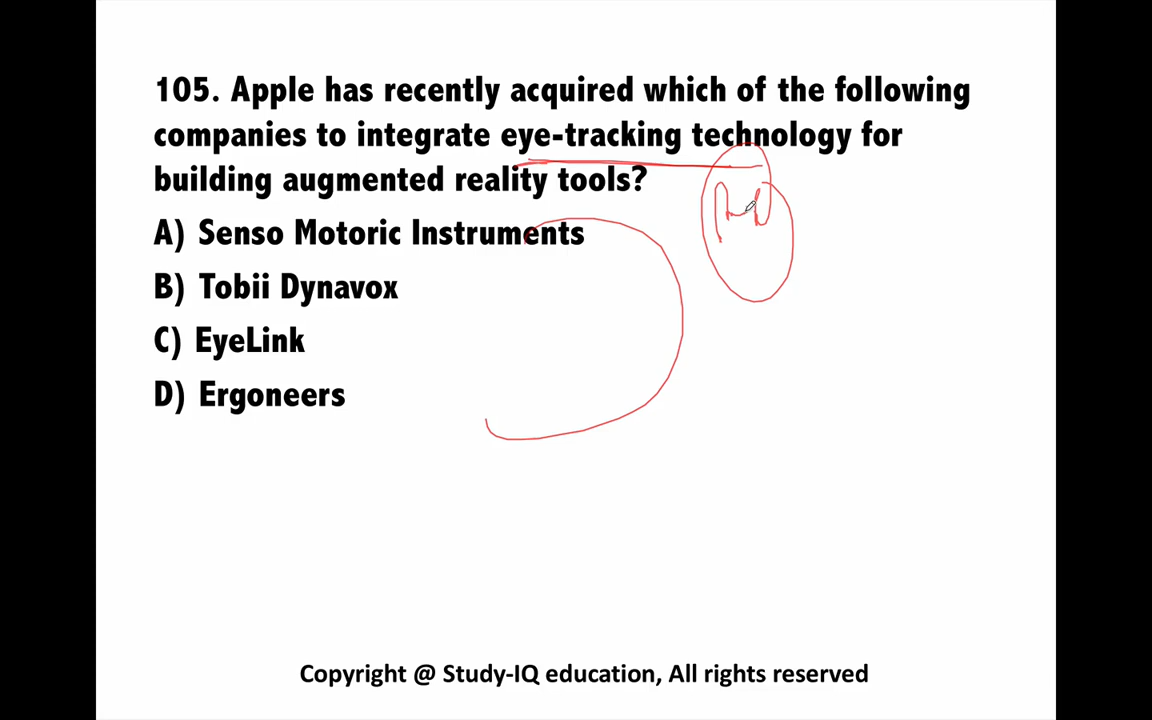 105. Apple has recently acquired which of the following
companies to integrate eye-tracking technology for
building augmented reality tools?
A) Senso Motoric Instruments
B) Tobii Dynavox
C) EyeLink
D) Ergoneers
Copyright @ Study-IQ education, All rights reserved